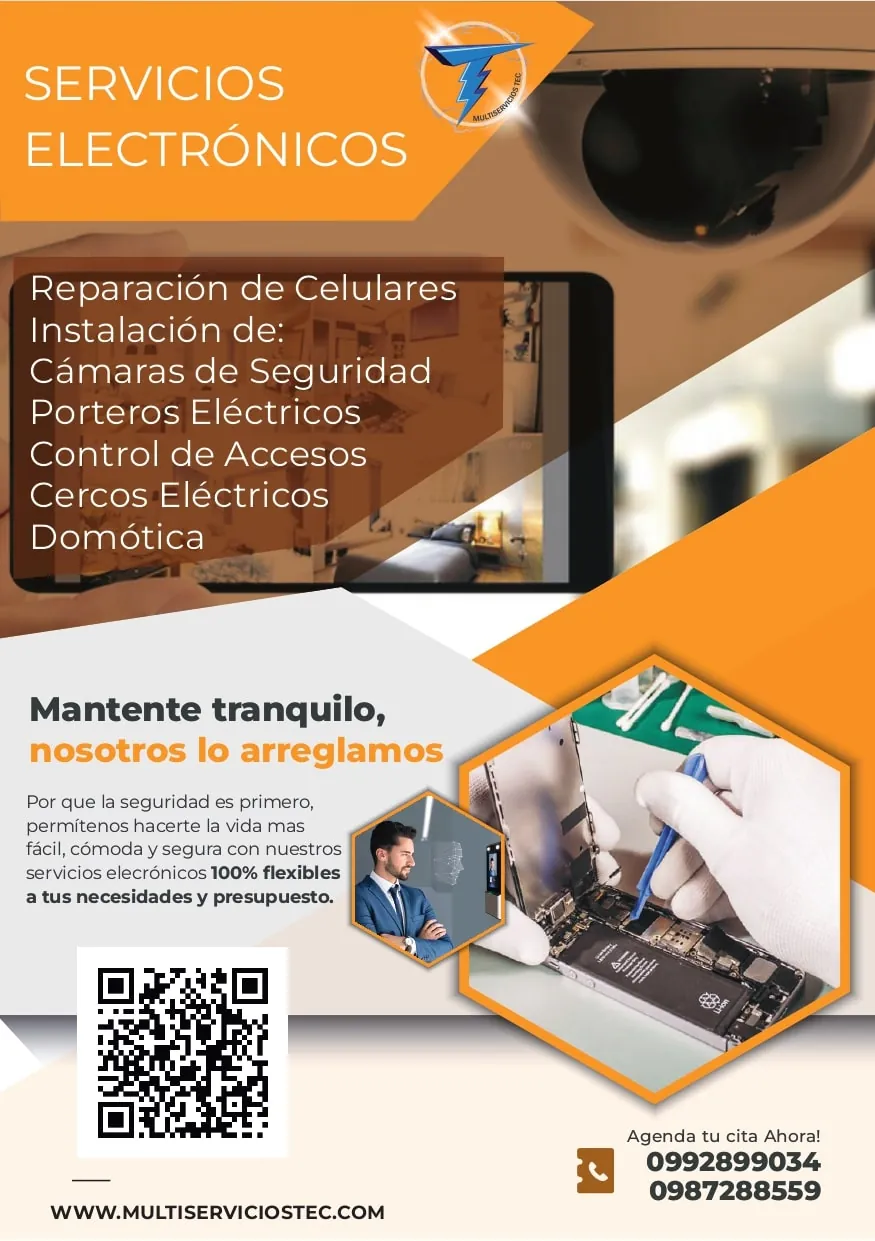 SERVICIOS
ELECTRÓNICOS
MULTISERVICIOS TEC
Reparación de Celulares
Instalación de:
Cámaras de Seguridad
Porteros Eléctricos
Control de Accesos
Cercos Eléctricos
Domótica
Mantente tranquilo,
nosotros lo arreglamos
Por que la seguridad es primero,
permítenos hacerte la vida mas
fácil, cómoda y segura con nuestros
servicios elecrónicos 100% flexibles
a tus necesidades y presupuesto.
Li-ion
Agenda tu cita Ahora!
0992899034
0987288559
WWW.MULTISERVICIOSTEC.COM